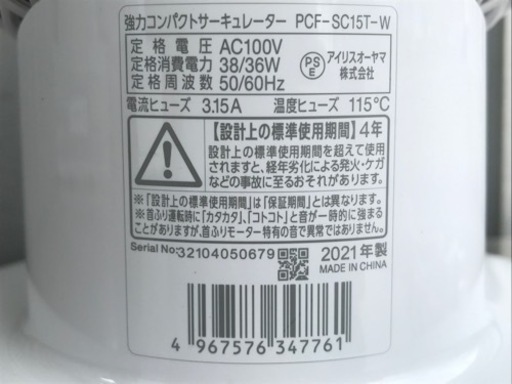 強力コンパクトサーキュレーター PCF-SC15T-W
定格電圧 AC100V
定格消費電力 38/36W
定格周波数 50/60Hz
PSE
アイリスオーヤマ
株式会社
電流ヒューズ 3.15A 温度ヒューズ 115℃
【設計上の標準使用期間】4年
設計上の標準使用期間を超えて使用
されますと、経年劣化による発火・ケガ
などの事故に至るおそれがあります。
※「設計上の標準使用期間」は「保証期間」とは異なります。
※首ふり運転時に「カタカタ」、「コトコト」と音が一時的に強まる
ことがありますが、首ふりモーター特有の音で異常ではありません。
Serial No:32104050679
2021年製
MADE IN CHINA
4 967576 347761